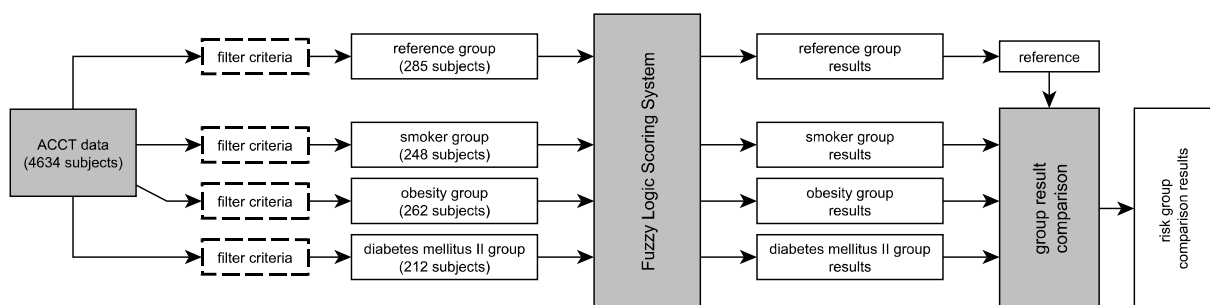 ACCT data
(4634 subjects)
filter criteria
reference group
(285 subjects)
filter criteria
smoker group
(248 subjects)
filter criteria
obesity group
(262 subjects)
filter criteria
diabetes mellitus II group
(212 subjects)
Fuzzy Logic Scoring System
reference group
results
smoker group
results
obesity group
results
diabetes mellitus II group
results
reference
group result
comparison
risk group
comparison results